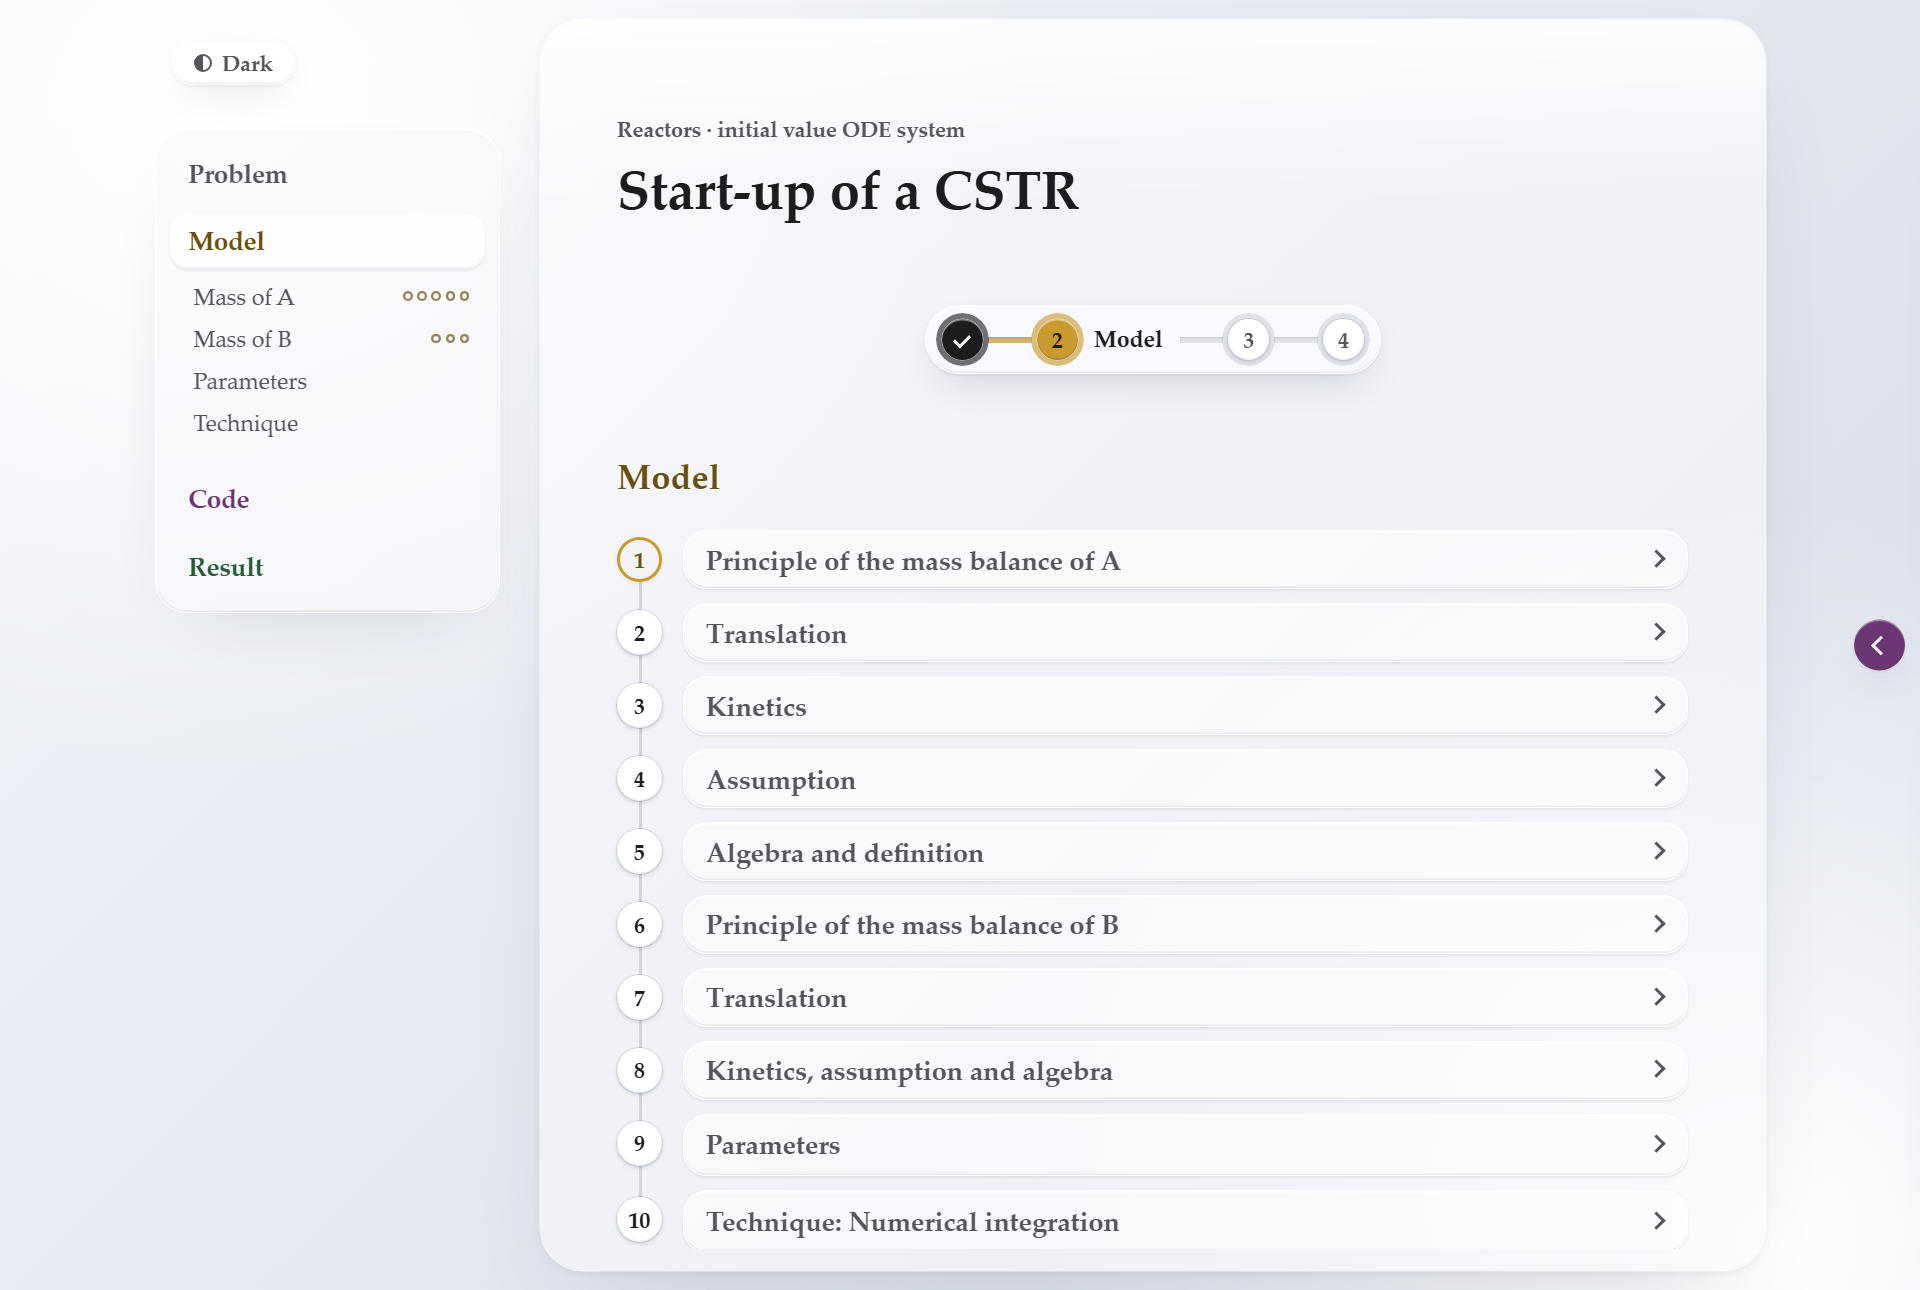 Dark
Problem
Model
Mass of A
Mass of B
Parameters
Technique
Code
Result
Reactors · initial value ODE system
Start-up of a CSTR
2 Model 3 4
Model
1 Principle of the mass balance of A
2 Translation
3 Kinetics
4 Assumption
5 Algebra and definition
6 Principle of the mass balance of B
7 Translation
8 Kinetics, assumption and algebra
9 Parameters
10 Technique: Numerical integration